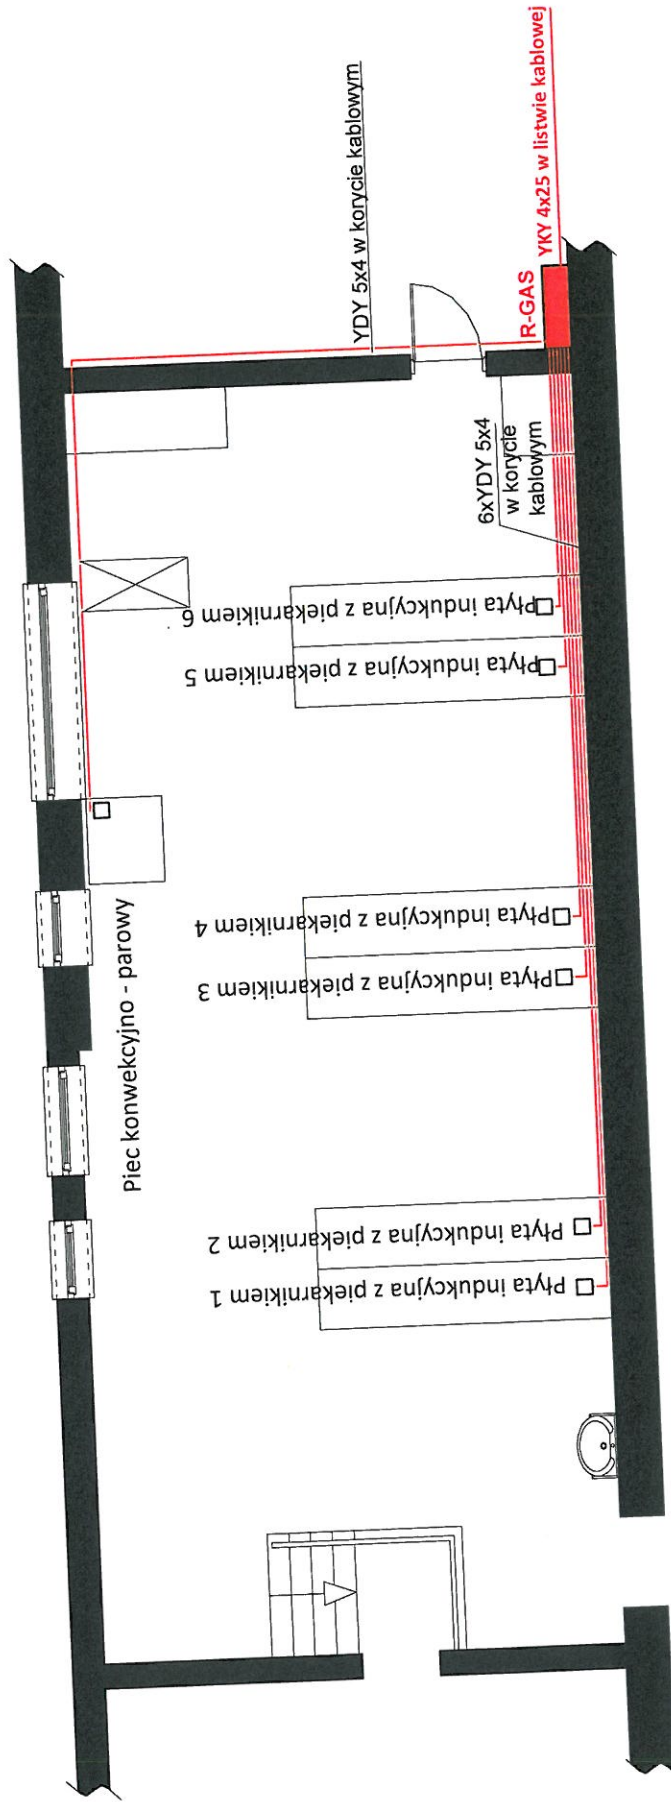 YDY 5x4 w korycie kablowym
YKY 4x25 w listwie kablowej
R-GAS
6xYDY 5x4
w korycie
kablowym
Płyta indukcyjna z piekarnikiem 6
Płyta indukcyjna z piekarnikiem 5
Płyta indukcyjna z piekarnikiem 4
Płyta indukcyjna z piekarnikiem 3
Płyta indukcyjna z piekarnikiem 2
Płyta indukcyjna z piekarnikiem 1
Piec konwekcyjno - parowy